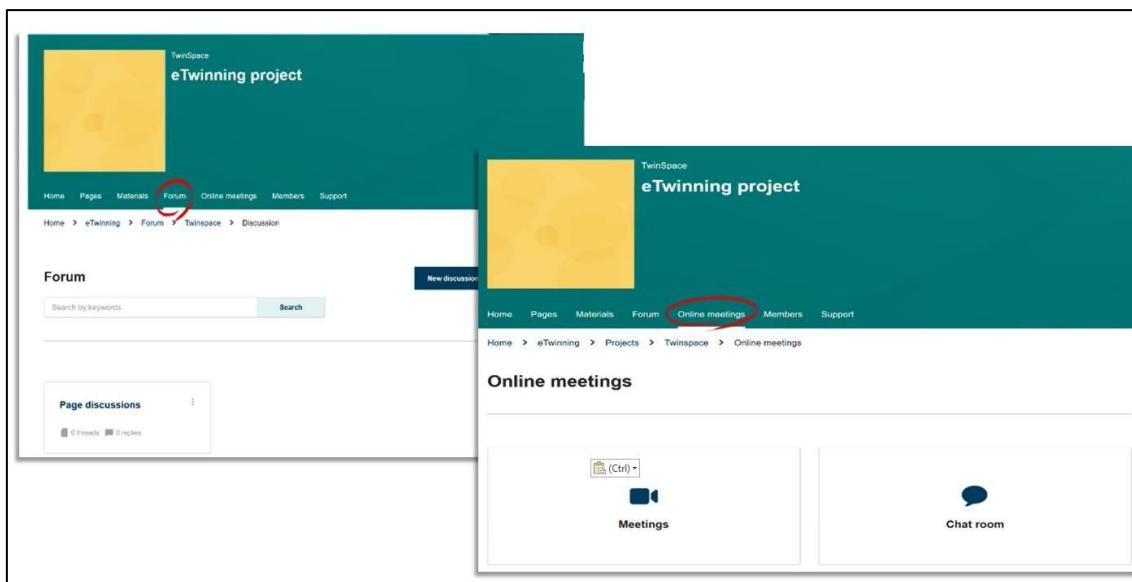 TwinSpace
eTwinning project
Home Pages Materials Forum Online meetings Members Support
Home > eTwinning > Forum > Twinspace > Discussion
Forum
New discussion
Search by keywords Search
Page discussions
0 threads 0 replies
TwinSpace
eTwinning project
Home Pages Materials Forum Online meetings Members Support
Home > eTwinning > Projects > Twinspace > Online meetings
Online meetings
(Ctrl)
Meetings
Chat room